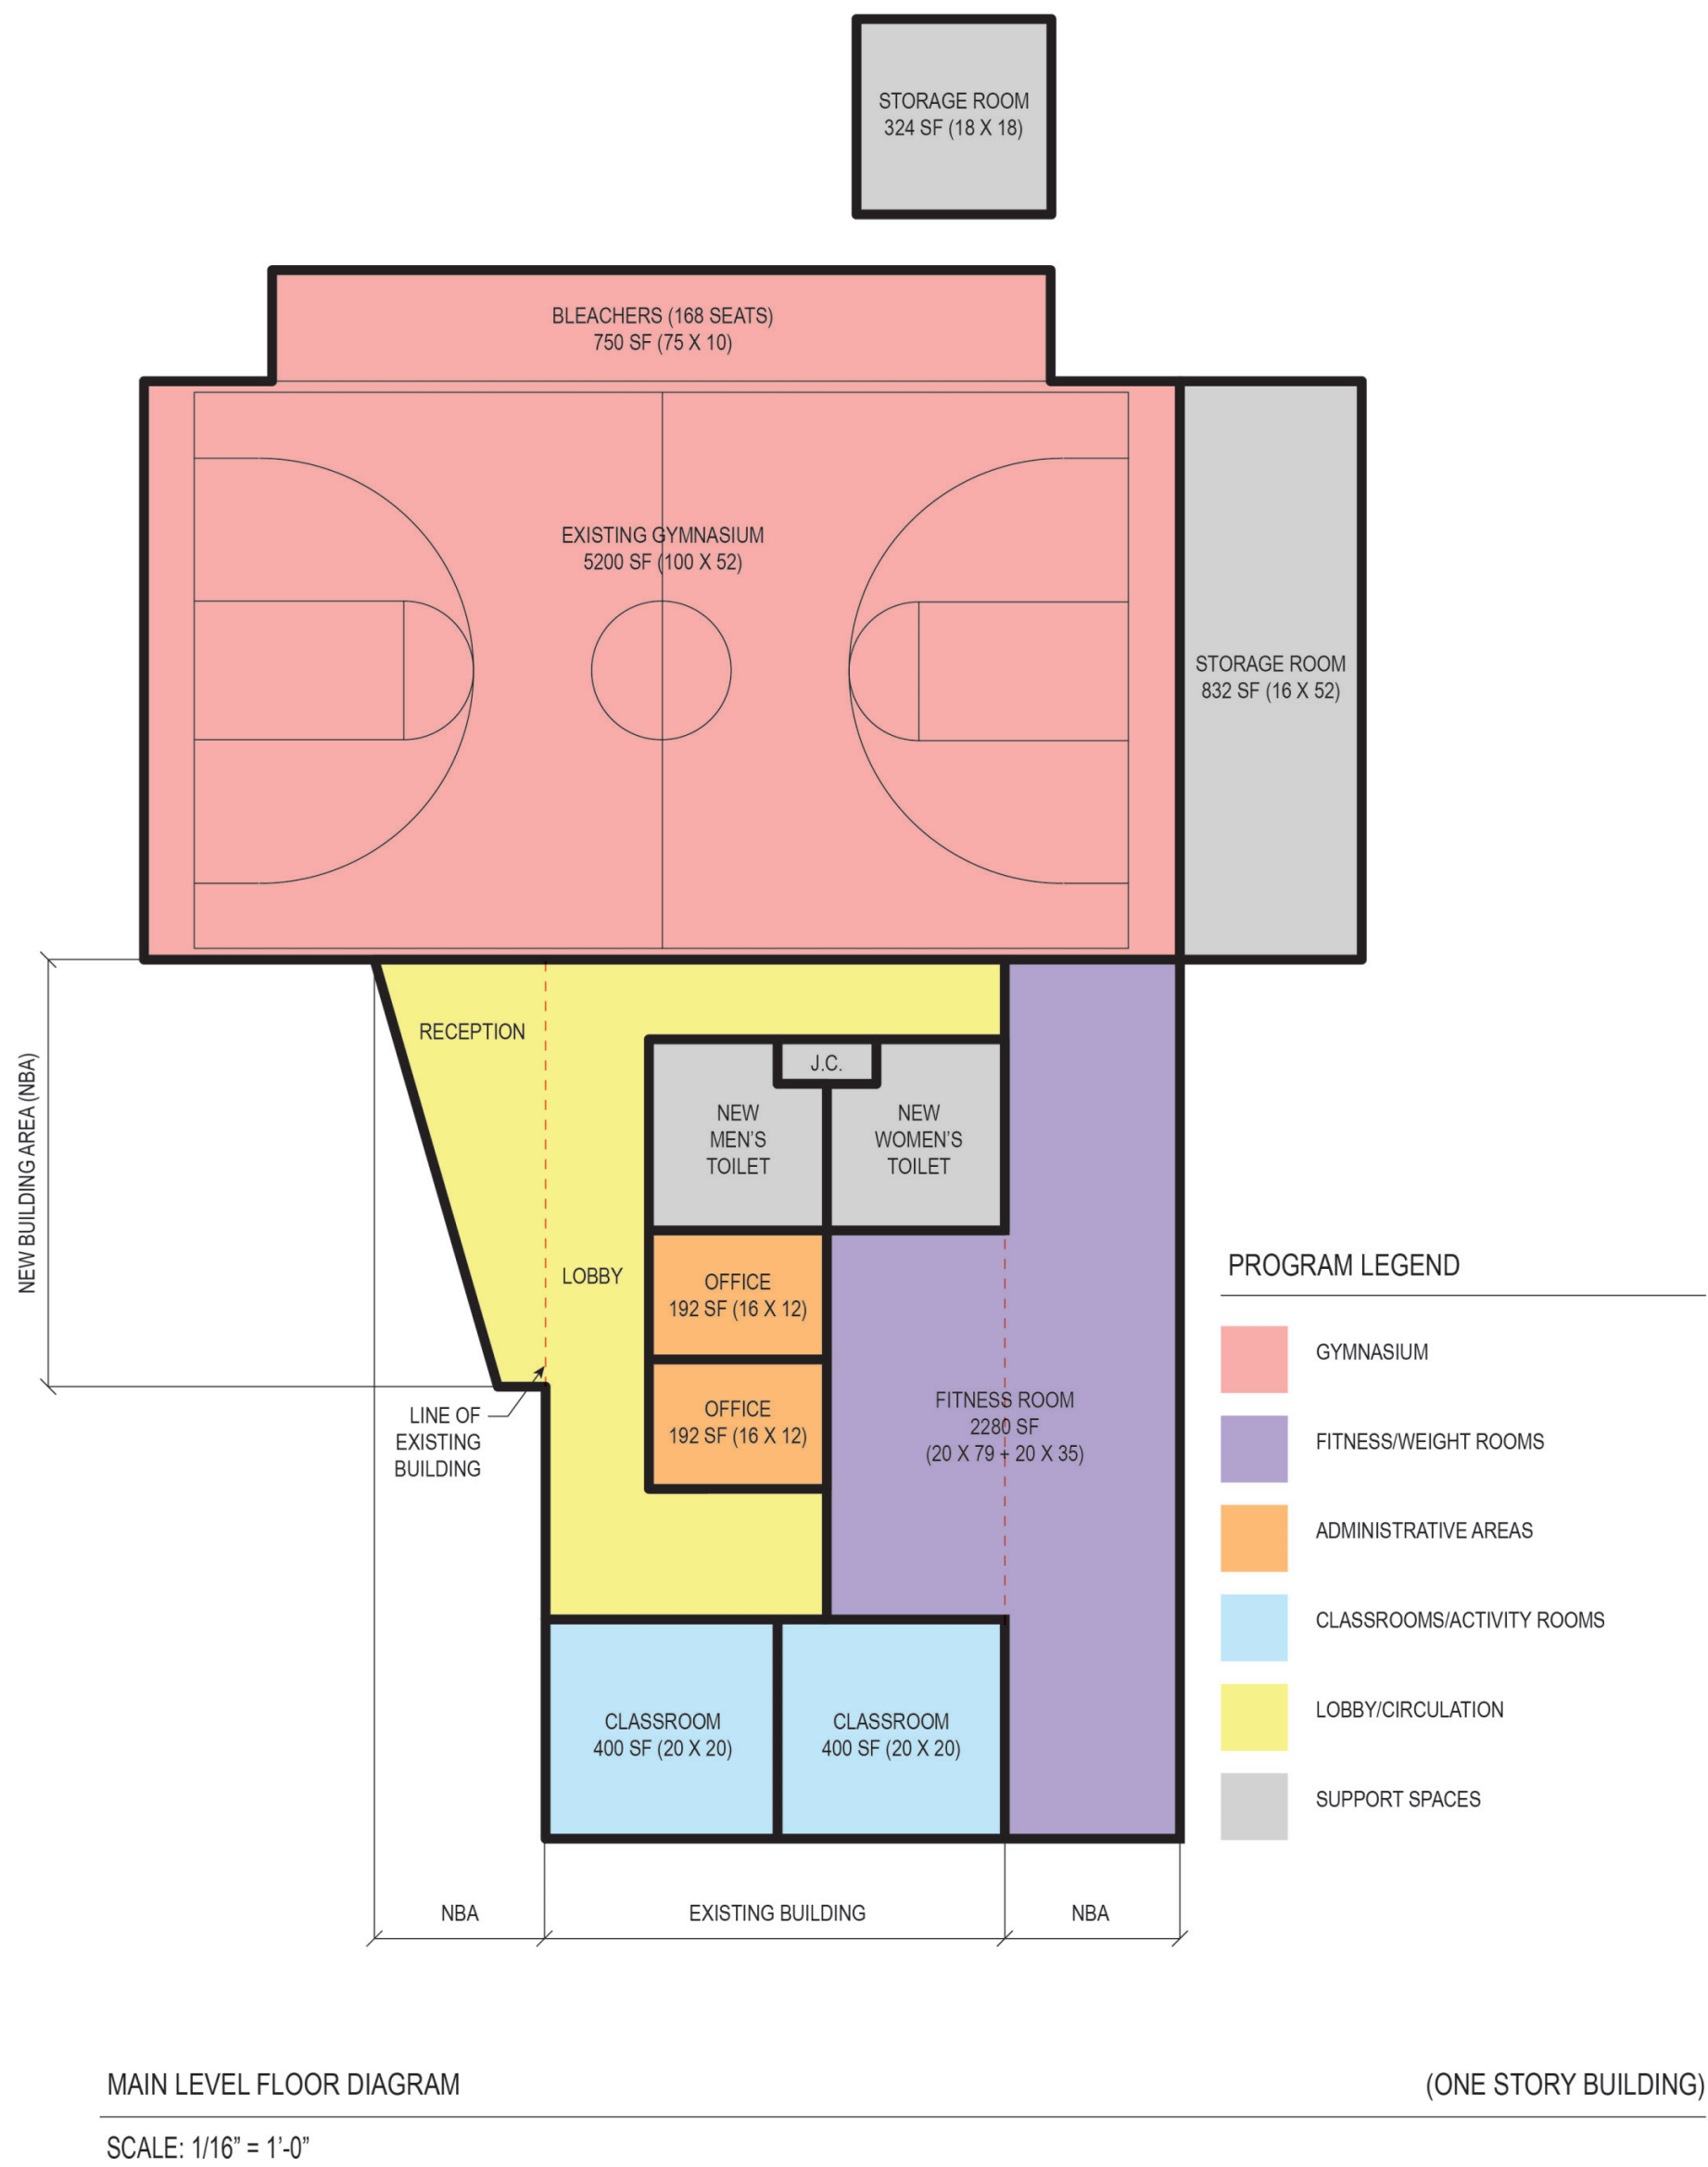 STORAGE ROOM
324 SF (18 X 18)
BLEACHERS (168 SEATS)
750 SF (75 X 10)
EXISTING GYMNASIUM
5200 SF (100 X 52)
STORAGE ROOM
832 SF (16 X 52)
NEW BUILDING AREA (NBA)
RECEPTION
J.C.
NEW
MEN'S
TOILET
NEW
WOMEN'S
TOILET
LOBBY
OFFICE
192 SF (16 X 12)
OFFICE
192 SF (16 X 12)
LINE OF
EXISTING
BUILDING
FITNESS ROOM
2280 SF
(20 X 79 + 20 X 35)
CLASSROOM
400 SF (20 X 20)
CLASSROOM
400 SF (20 X 20)
NBA
EXISTING BUILDING
NBA
PROGRAM LEGEND
GYMNASIUM
FITNESS/WEIGHT ROOMS
ADMINISTRATIVE AREAS
CLASSROOMS/ACTIVITY ROOMS
LOBBY/CIRCULATION
SUPPORT SPACES
MAIN LEVEL FLOOR DIAGRAM
(ONE STORY BUILDING)
SCALE: 1/16" = 1'-0"